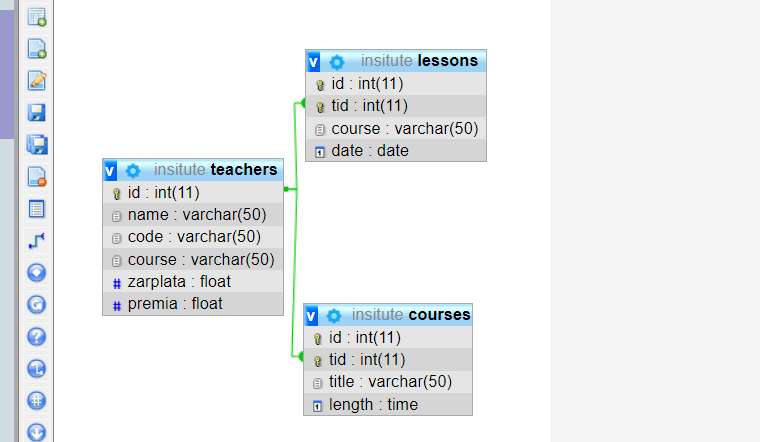 v insitute lessons
id : int(11)
tid : int(11)
course : varchar(50)
date : date
v insitute teachers
id : int(11)
name : varchar(50)
code : varchar(50)
course : varchar(50)
# zarplata : float
# premia : float
v insitute courses
id : int(11)
tid : int(11)
title : varchar(50)
length : time